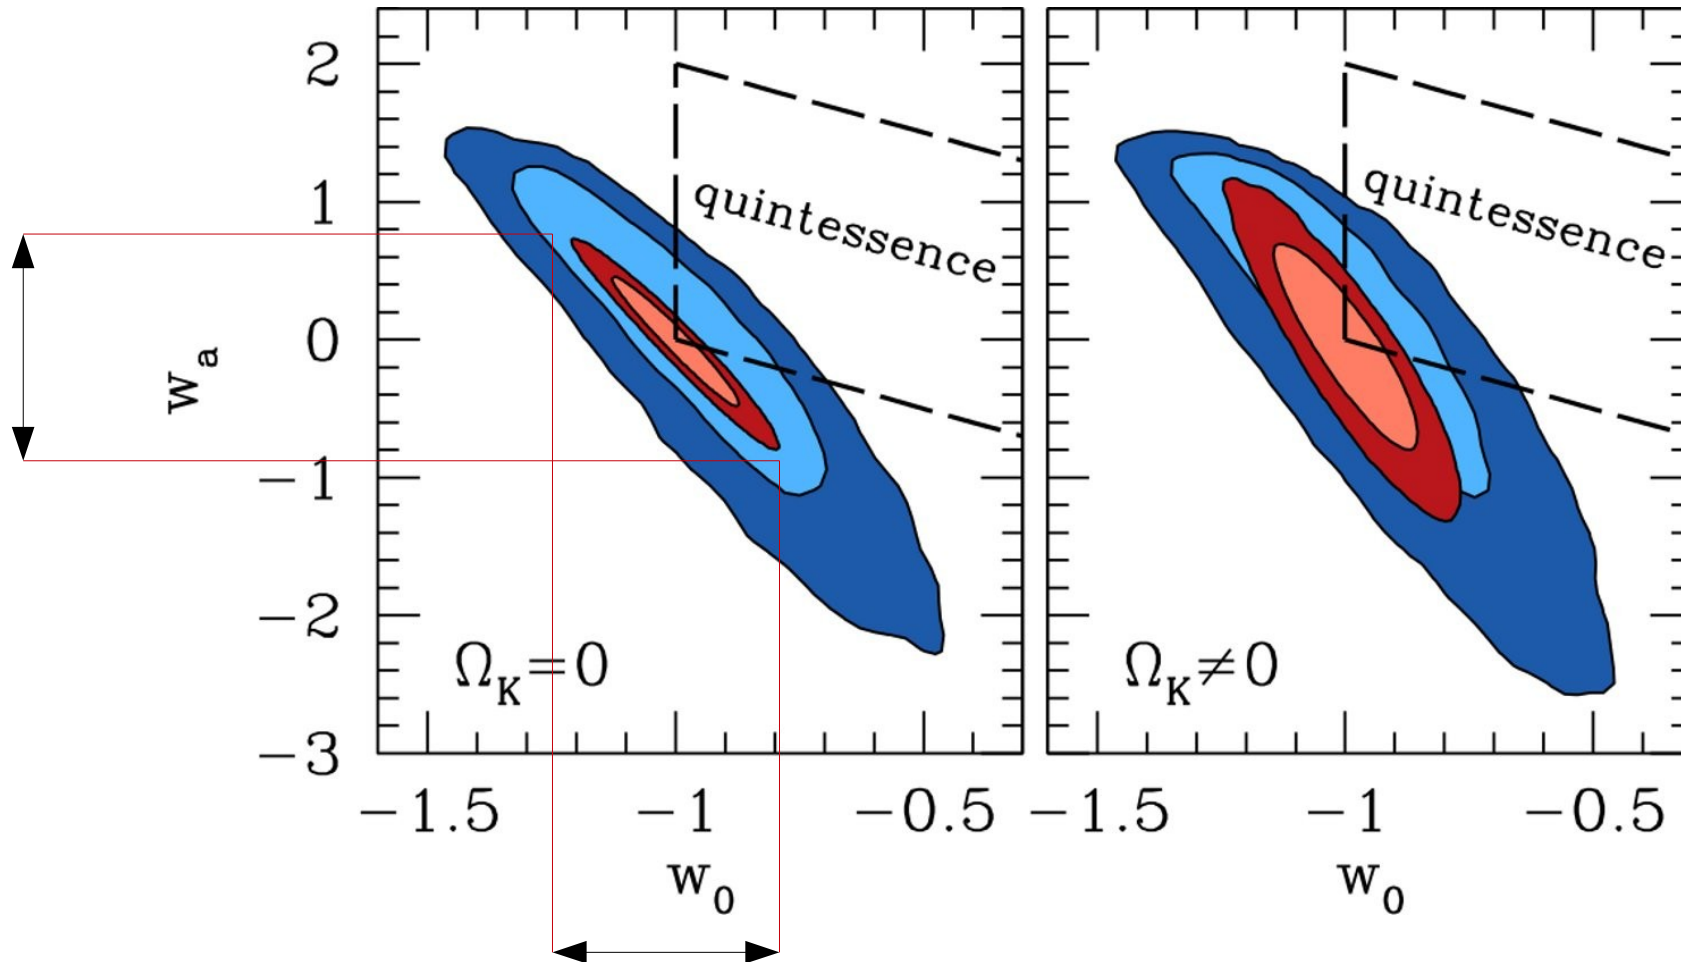 2
1
0
−1
−2
−3
w_a
quintessence
Ω_K=0
−1.5 −1 −0.5
w_0
quintessence
Ω_K≠0
−1.5 −1 −0.5
w_0